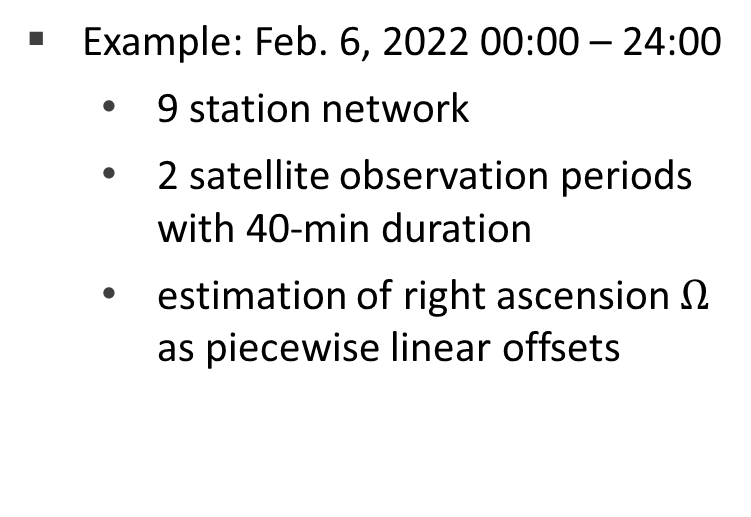 ▪ Example: Feb. 6, 2022 00:00 – 24:00
• 9 station network
• 2 satellite observation periods
with 40-min duration
• estimation of right ascension Ω
as piecewise linear offsets